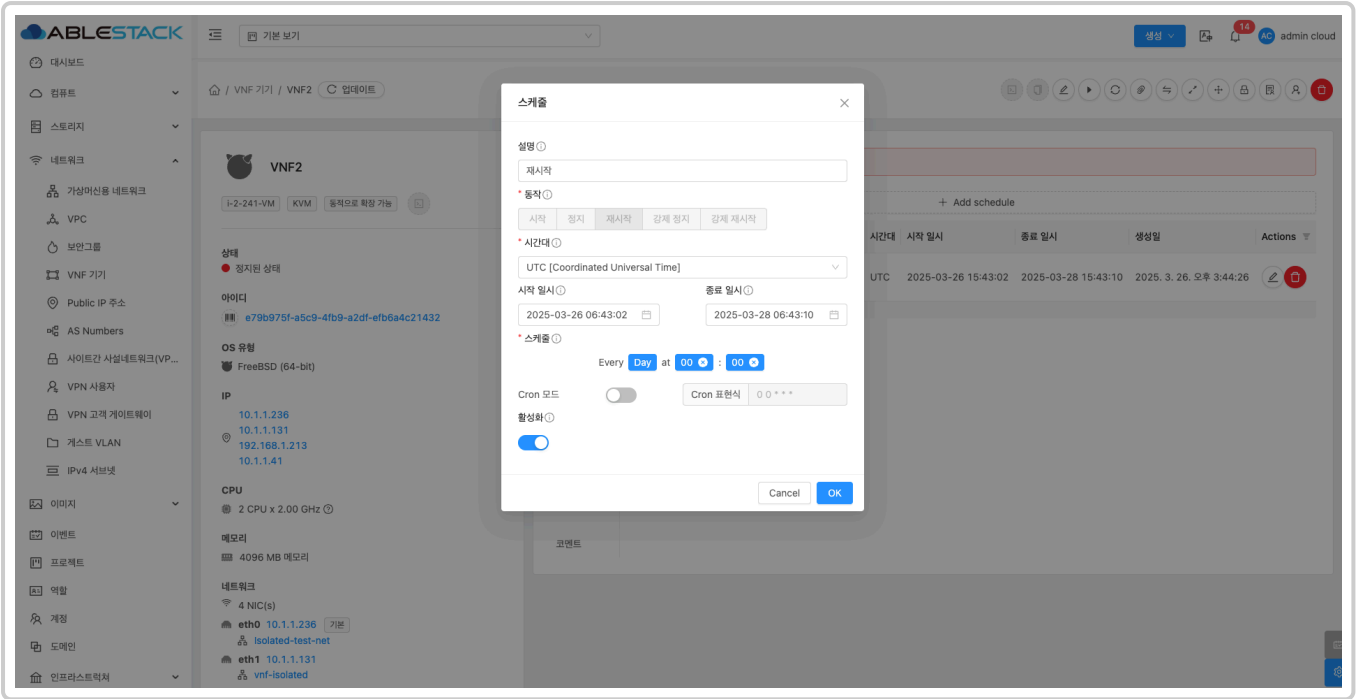 ABLESTACK
기본 보기
생성
14
AC admin cloud
대시보드
컴퓨트
스토리지
네트워크
가상머신용 네트워크
VPC
보안그룹
VNF 기기
Public IP 주소
AS Numbers
사이트간 사설네트워크(VP...
VPN 사용자
VPN 고객 게이트웨이
게스트 VLAN
IPv4 서브넷
이미지
이벤트
프로젝트
역할
계정
도메인
인프라스트럭쳐
/ VNF 기기 / VNF2 업데이트
VNF2
i-2-241-VM KVM 동적으로 확장 가능
상태
정지된 상태
아이디
e79b975f-a5c9-4fb9-a2df-efb6a4c21432
OS 유형
FreeBSD (64-bit)
IP
10.1.1.236
10.1.1.131
192.168.1.213
10.1.1.41
CPU
2 CPU x 2.00 GHz
메모리
4096 MB 메모리
네트워크
4 NIC(s)
eth0 10.1.1.236 기본
Isolated-test-net
eth1 10.1.1.131
vnf-isolated
스케줄
설명
재시작
* 동작
시작 정지 재시작 강제 정지 강제 재시작
* 시간대
UTC [Coordinated Universal Time]
시작 일시 종료 일시
2025-03-26 06:43:02 2025-03-28 06:43:10
* 스케줄
Every Day at 00 : 00
Cron 모드 Cron 표현식 0 0 * * *
활성화
Cancel OK
+ Add schedule
시간대 시작 일시 종료 일시 생성일 Actions
UTC 2025-03-26 15:43:02 2025-03-28 15:43:10 2025. 3. 26. 오후 3:44:26
코멘트